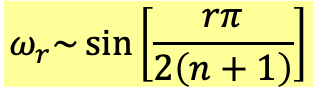 ω_r ~ sin [ rπ / 2(n + 1) ]